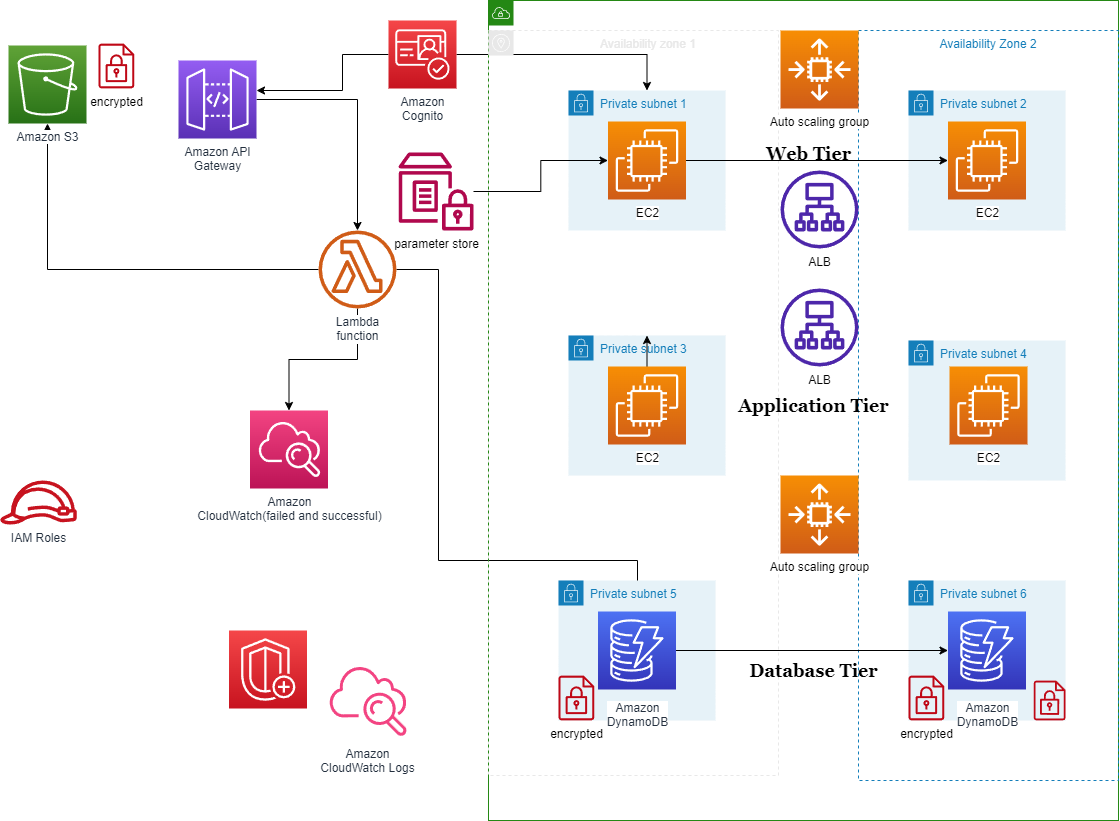 Availability zone 1
Availability Zone 2
Amazon S3
encrypted
Amazon API
Gateway
Amazon
Cognito
parameter store
Private subnet 1
EC2
Auto scaling group
Web Tier
ALB
Private subnet 2
EC2
Lambda
function
Private subnet 3
EC2
ALB
Application Tier
Private subnet 4
EC2
Amazon
CloudWatch(failed and successful)
IAM Roles
Auto scaling group
Private subnet 5
Amazon
DynamoDB
encrypted
Database Tier
Private subnet 6
Amazon
DynamoDB
encrypted
Amazon
CloudWatch Logs